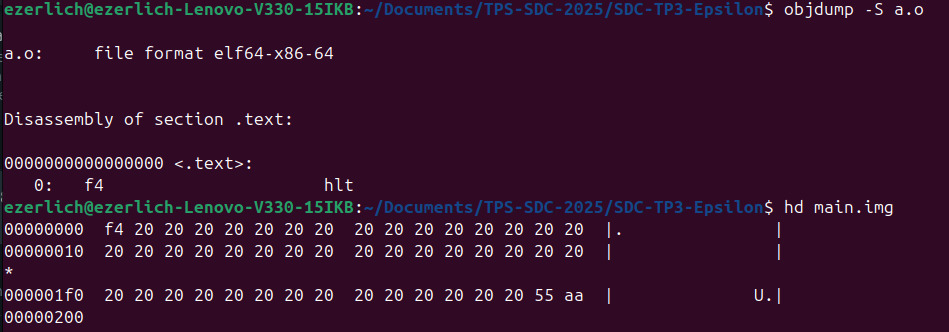 ezerlich@ezerlich-Lenovo-V330-15IKB:~/Documents/TPS-SDC-2025/SDC-TP3-Epsilon$ objdump -S a.o
a.o:     file format elf64-x86-64
Disassembly of section .text:
0000000000000000 <.text>:
   0:   f4                      hlt
ezerlich@ezerlich-Lenovo-V330-15IKB:~/Documents/TPS-SDC-2025/SDC-TP3-Epsilon$ hd main.img
00000000  f4 20 20 20 20 20 20 20  20 20 20 20 20 20 20 20  |.               |
00000010  20 20 20 20 20 20 20 20  20 20 20 20 20 20 20 20  |                |
*
000001f0  20 20 20 20 20 20 20 20  20 20 20 20 20 20 55 aa  |              U.|
00000200